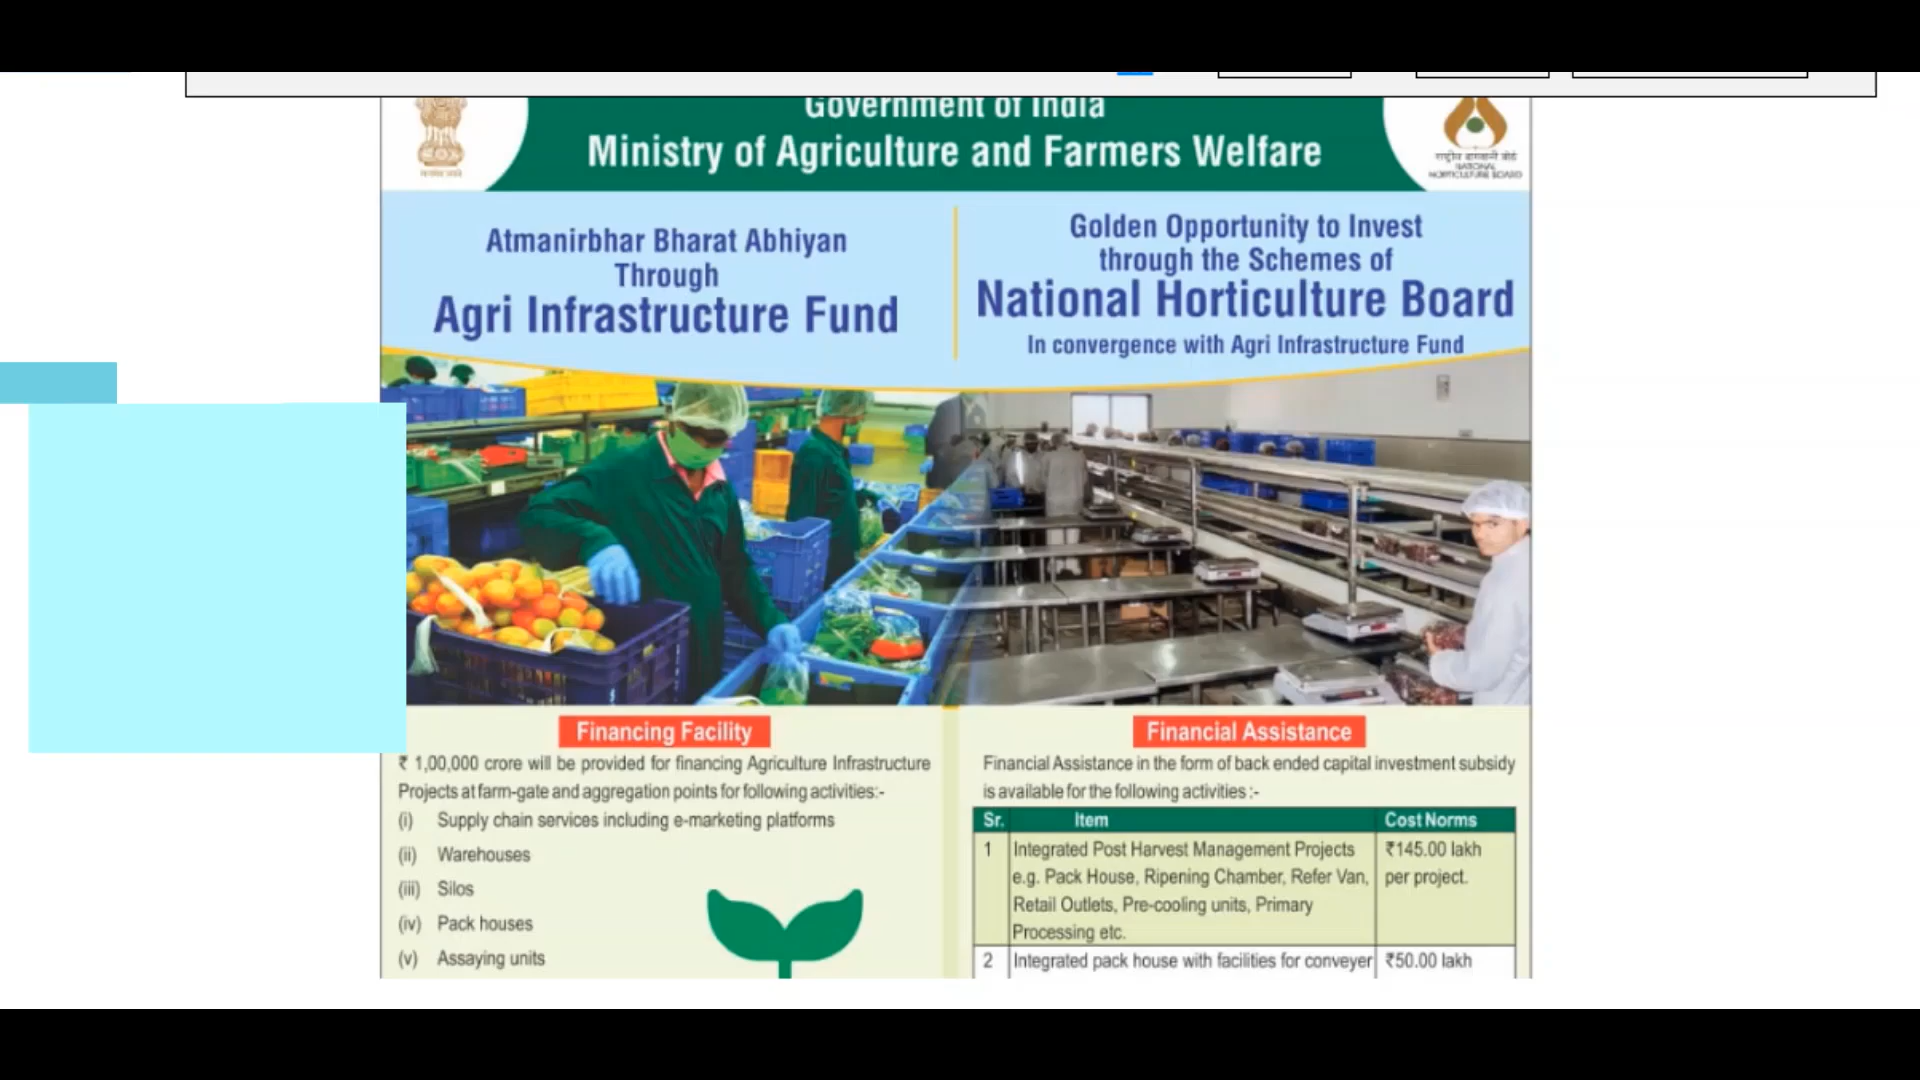 Government of India
Ministry of Agriculture and Farmers Welfare
राष्ट्रीय बागवानी बोर्ड
NATIONAL
HORTICULTURE BOARD
Atmanirbhar Bharat Abhiyan
Through
Agri Infrastructure Fund
Golden Opportunity to Invest
through the Schemes of
National Horticulture Board
In convergence with Agri Infrastructure Fund
Financing Facility
₹ 1,00,000 crore will be provided for financing Agriculture Infrastructure
Projects at farm-gate and aggregation points for following activities:-
(i) Supply chain services including e-marketing platforms
(ii) Warehouses
(iii) Silos
(iv) Pack houses
(v) Assaying units
Financial Assistance
Financial Assistance in the form of back ended capital investment subsidy
is available for the following activities :-
Sr. Item Cost Norms
1 Integrated Post Harvest Management Projects ₹145.00 lakh
e.g. Pack House, Ripening Chamber, Refer Van, per project.
Retail Outlets, Pre-cooling units, Primary
Processing etc.
2 Integrated pack house with facilities for conveyer ₹50.00 lakh